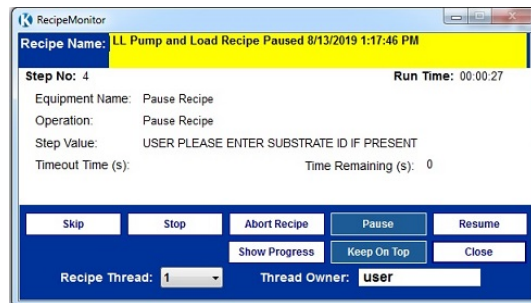 RecipeMonitor
Recipe Name: LL Pump and Load Recipe Paused 8/13/2019 1:17:46 PM
Step No: 4 Run Time: 00:00:27
Equipment Name: Pause Recipe
Operation: Pause Recipe
Step Value: USER PLEASE ENTER SUBSTRATE ID IF PRESENT
Timeout Time (s): Time Remaining (s): 0
Skip Stop Abort Recipe Pause Resume
Show Progress Keep On Top Close
Recipe Thread: 1 Thread Owner: user